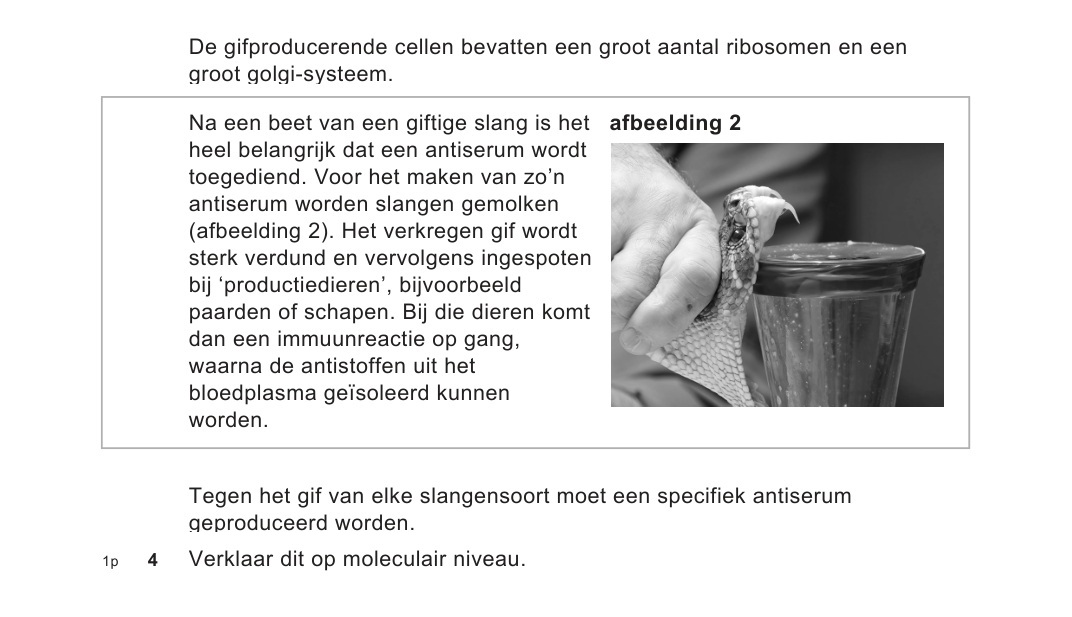 De gifproducerende cellen bevatten een groot aantal ribosomen en een
groot golgi-systeem.
Na een beet van een giftige slang is het
heel belangrijk dat een antiserum wordt
toegediend. Voor het maken van zo’n
antiserum worden slangen gemolken
(afbeelding 2). Het verkregen gif wordt
sterk verdund en vervolgens ingespoten
bij ‘productiedieren’, bijvoorbeeld
paarden of schapen. Bij die dieren komt
dan een immuunreactie op gang,
waarna de antistoffen uit het
bloedplasma geïsoleerd kunnen
worden.
afbeelding 2
Tegen het gif van elke slangensoort moet een specifiek antiserum
geproduceerd worden.
1p 4 Verklaar dit op moleculair niveau.